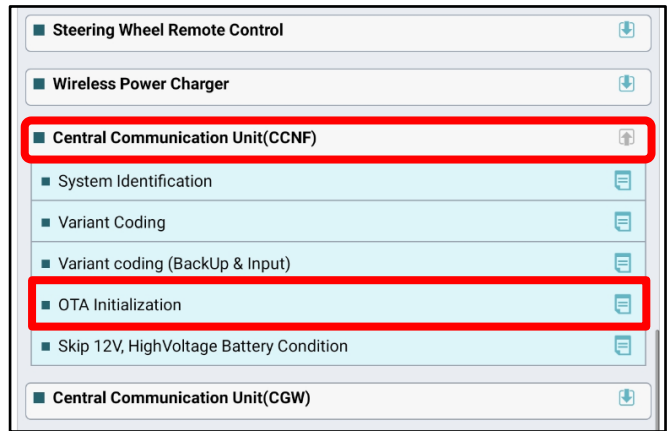 Steering Wheel Remote Control
Wireless Power Charger
Central Communication Unit(CCNF)
System Identification
Variant Coding
Variant coding (BackUp & Input)
OTA Initialization
Skip 12V, HighVoltage Battery Condition
Central Communication Unit(CGW)